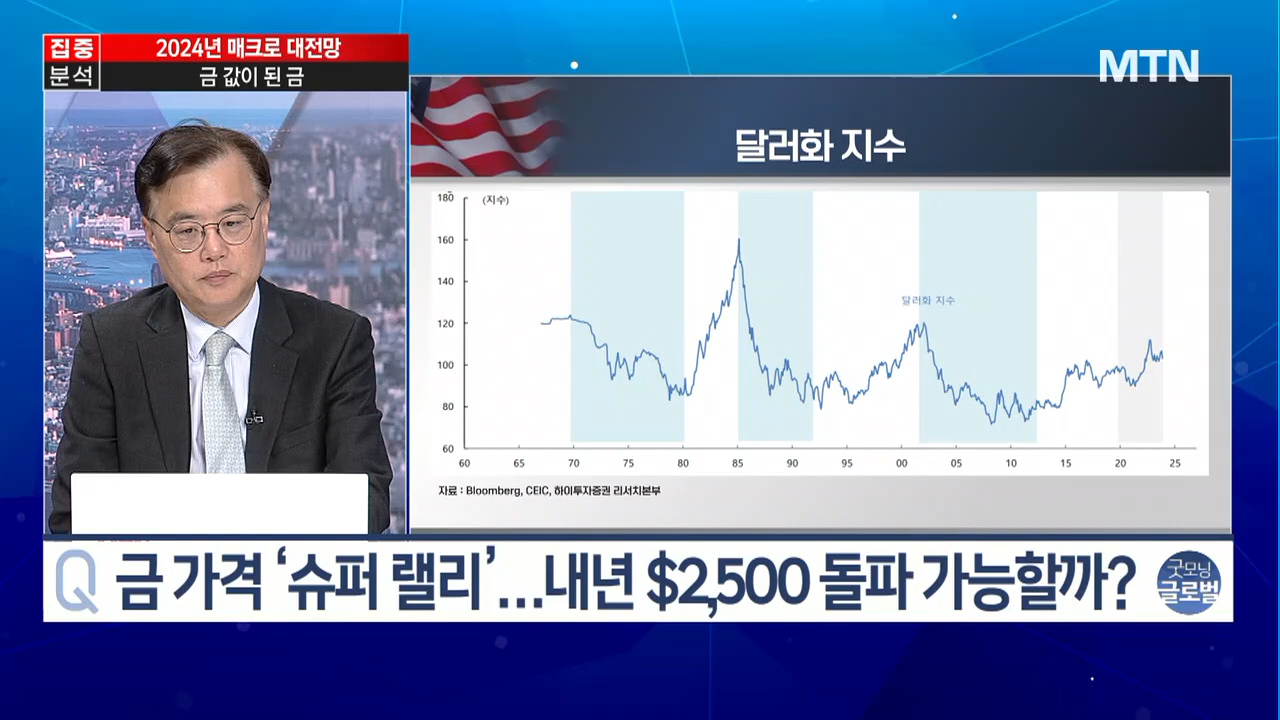 집중
분석
2024년 매크로 대전망
금 값이 된 금
MTN
달러화 지수
(지수)
180
160
140
120
100
80
60
달러화 지수
60 65 70 75 80 85 90 95 00 05 10 15 20 25
자료 : Bloomberg, CEIC, 하이투자증권 리서치본부
Q 금 가격 ‘슈퍼 랠리’...내년 $2,500 돌파 가능할까?
굿모닝
글로벌